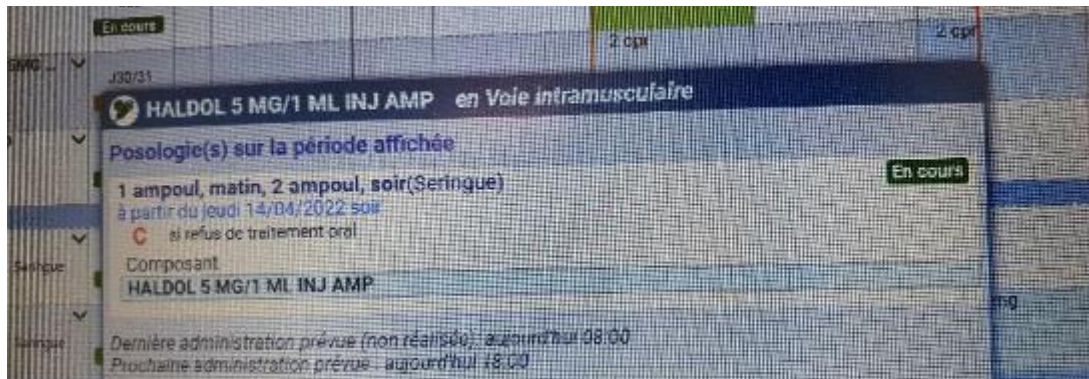 En cours
2 cpr
2 cpr
J30/31
HALDOL 5 MG/1 ML INJ AMP en Voie intramusculaire
Posologie(s) sur la période affichée
1 ampoul, matin, 2 ampoul, soir(Seringue)
En cours
à partir du jeudi 14/04/2022 soir
C si refus de traitement oral
Composant
Seringue
HALDOL 5 MG/1 ML INJ AMP
Dernière administration prévue (non réalisée) : aujourd'hui 08:00
Seringue
Prochaine administration prévue : aujourd'hui 18:00